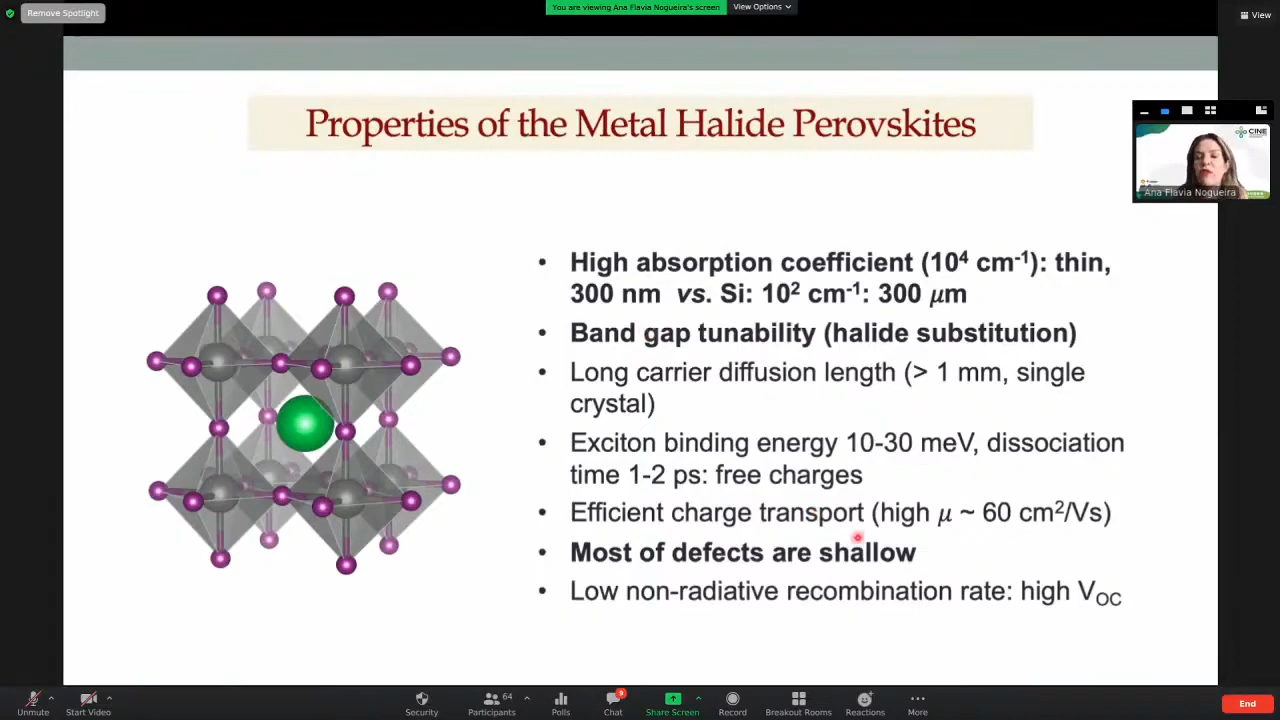 Remove Spotlight
You are viewing Ana Flavia Nogueira's screen
View Options
View
Properties of the Metal Halide Perovskites
CINE
Ana Flavia Nogueira
• High absorption coefficient (10⁴ cm⁻¹): thin,
300 nm vs. Si: 10² cm⁻¹: 300 μm
• Band gap tunability (halide substitution)
• Long carrier diffusion length (> 1 mm, single
crystal)
• Exciton binding energy 10-30 meV, dissociation
time 1-2 ps: free charges
• Efficient charge transport (high μ ~ 60 cm²/Vs)
• Most of defects are shallow
• Low non-radiative recombination rate: high V_OC
Unmute
Start Video
Security
Participants
64
Polls
Chat
9
Share Screen
Record
Breakout Rooms
Reactions
More
End